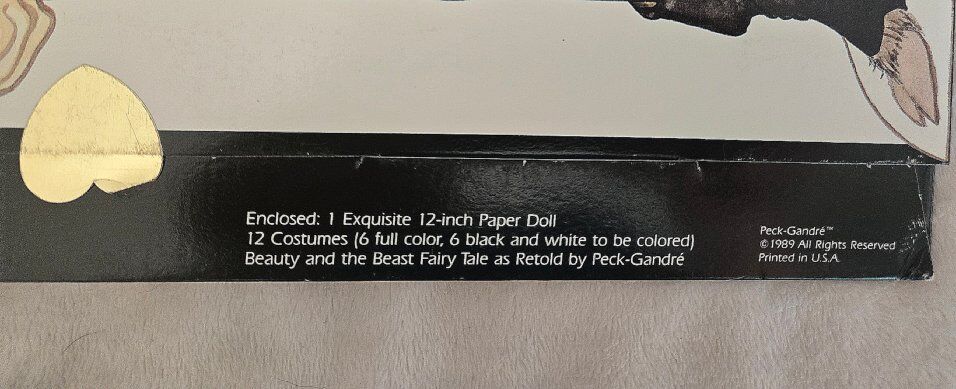 Enclosed: 1 Exquisite 12-inch Paper Doll
12 Costumes (6 full color, 6 black and white to be colored)
Beauty and the Beast Fairy Tale as Retold by Peck-Gandré
Peck-Gandré™
©1989 All Rights Reserved
Printed in U.S.A.